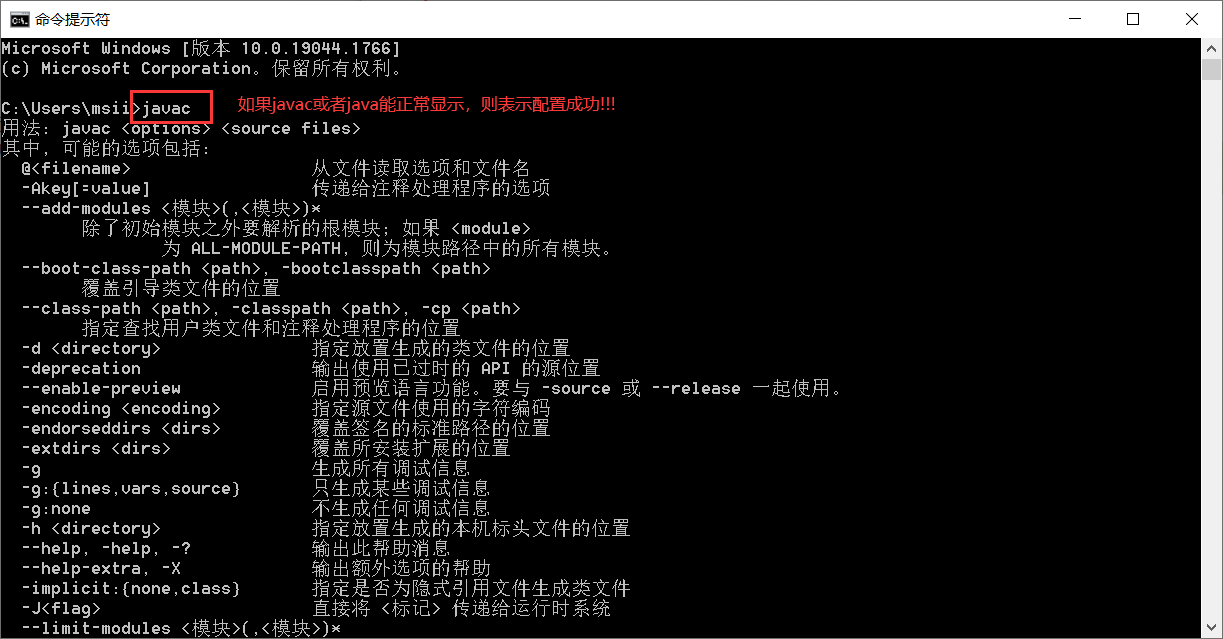 命令提示符
Microsoft Windows [版本 10.0.19044.1766]
(c) Microsoft Corporation。保留所有权利。
C:\Users\msii>javac 如果javac或者java能正常显示，则表示配置成功!!!
用法: javac <options> <source files>
其中, 可能的选项包括:
@<filename> 从文件读取选项和文件名
-Akey[=value] 传递给注释处理程序的选项
--add-modules <模块>(,<模块>)*
除了初始模块之外要解析的根模块; 如果 <module>
为 ALL-MODULE-PATH, 则为模块路径中的所有模块。
--boot-class-path <path>, -bootclasspath <path>
覆盖引导类文件的位置
--class-path <path>, -classpath <path>, -cp <path>
指定查找用户类文件和注释处理程序的位置
-d <directory> 指定放置生成的类文件的位置
-deprecation 输出使用已过时的 API 的源位置
--enable-preview 启用预览语言功能。要与 -source 或 --release 一起使用。
-encoding <encoding> 指定源文件使用的字符编码
-endorseddirs <dirs> 覆盖签名的标准路径的位置
-extdirs <dirs> 覆盖所安装扩展的位置
-g 生成所有调试信息
-g:{lines,vars,source} 只生成某些调试信息
-g:none 不生成任何调试信息
-h <directory> 指定放置生成的本机标头文件的位置
--help, -help, -? 输出此帮助消息
--help-extra, -X 输出额外选项的帮助
-implicit:{none,class} 指定是否为隐式引用文件生成类文件
-J<flag> 直接将 <标记> 传递给运行时系统
--limit-modules <模块>(,<模块>)*